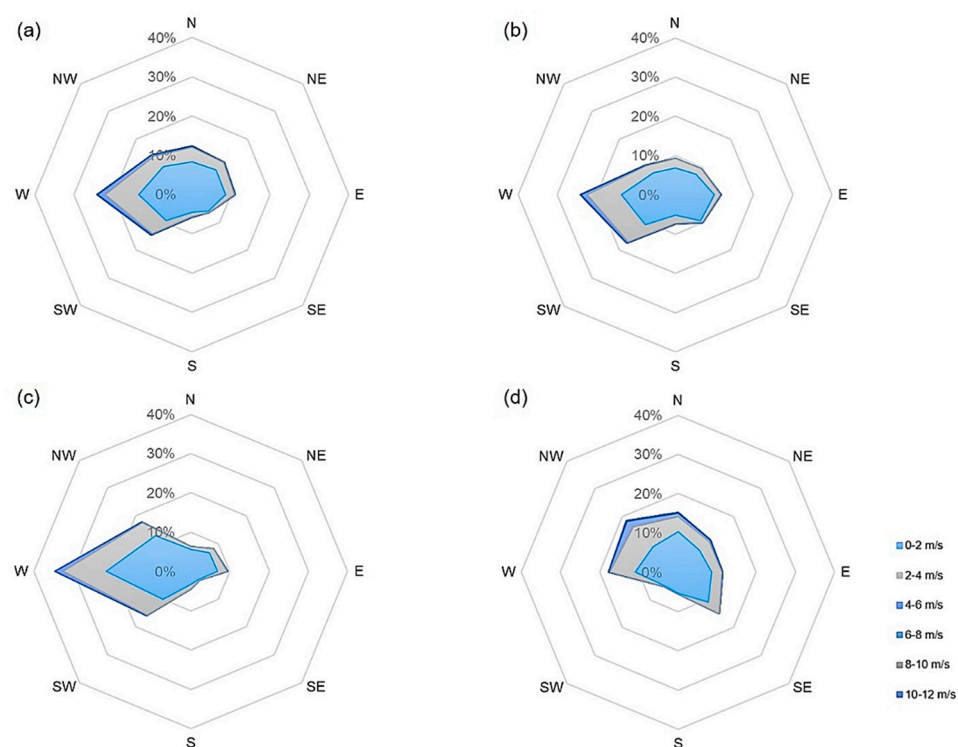 (a)
N
40%
NW
NE
30%
20%
10%
W
0%
E
SW
SE
S
(b)
N
40%
NW
NE
30%
20%
10%
W
0%
E
SW
SE
S
(c)
N
40%
NW
NE
30%
20%
10%
W
0%
E
SW
SE
S
(d)
N
40%
NW
NE
30%
20%
10%
W
0%
E
SW
SE
S
0-2 m/s
2-4 m/s
4-6 m/s
6-8 m/s
8-10 m/s
10-12 m/s